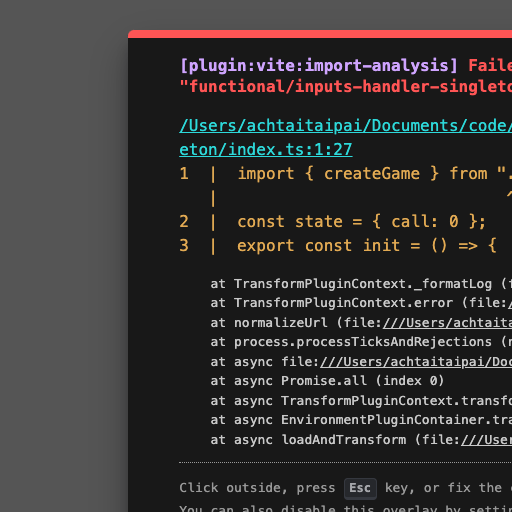 [plugin:vite:import-analysis] Faile
"functional/inputs-handler-singleto
/Users/achtaitaipai/Documents/code/
eton/index.ts:1:27
1 | import { createGame } from ".
| ^
2 | const state = { call: 0 };
3 | export const init = () => {
at TransformPluginContext._formatLog (f
at TransformPluginContext.error (file:/
at normalizeUrl (file:///Users/achtaita
at process.processTicksAndRejections (n
at async file:///Users/achtaitaipai/Doc
at async Promise.all (index 0)
at async TransformPluginContext.transfo
at async EnvironmentPluginContainer.tra
at async loadAndTransform (file:///User
Click outside, press Esc key, or fix the c
You can also disable this overlay by settin